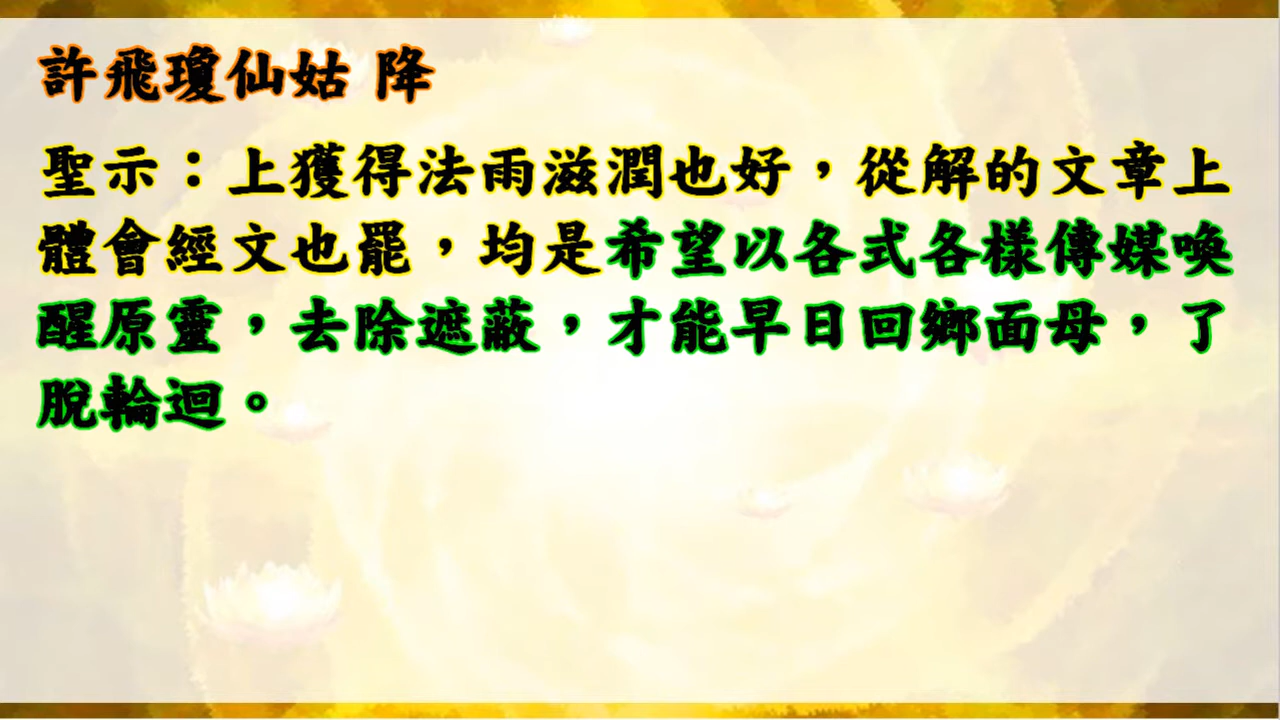 許飛瓊仙姑 降
聖示：上獲得法雨滋潤也好，從解的文章上
體會經文也罷，均是希望以各式各樣傳媒喚
醒原靈，去除遮蔽，才能早日回鄉面母，了
脫輪迴。